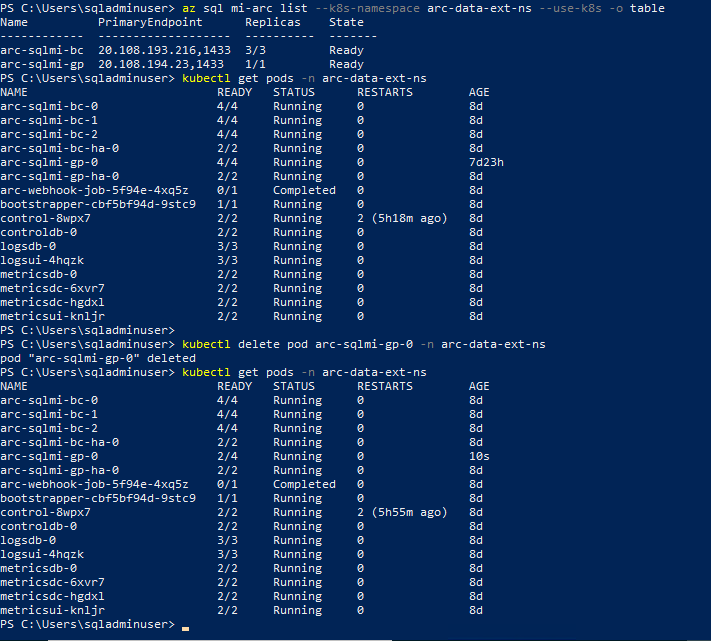 PS C:\Users\sqladminuser> az sql mi-arc list --k8s-namespace arc-data-ext-ns --use-k8s -o table
Name          PrimaryEndpoint      Replicas    State
------------  -------------------  ----------  -------
arc-sqlmi-bc  20.108.193.216,1433  3/3         Ready
arc-sqlmi-gp  20.108.194.23,1433   1/1         Ready
PS C:\Users\sqladminuser> kubectl get pods -n arc-data-ext-ns
NAME                           READY   STATUS      RESTARTS        AGE
arc-sqlmi-bc-0                 4/4     Running     0               8d
arc-sqlmi-bc-1                 4/4     Running     0               8d
arc-sqlmi-bc-2                 4/4     Running     0               8d
arc-sqlmi-bc-ha-0              2/2     Running     0               8d
arc-sqlmi-gp-0                 4/4     Running     0               7d23h
arc-sqlmi-gp-ha-0              2/2     Running     0               8d
arc-webhook-job-5f94e-4xq5z    0/1     Completed   0               8d
bootstrapper-cbf5bf94d-9stc9   1/1     Running     0               8d
control-8wpx7                  2/2     Running     2 (5h18m ago)   8d
controldb-0                    2/2     Running     0               8d
logsdb-0                       3/3     Running     0               8d
logsui-4hqzk                   3/3     Running     0               8d
metricsdb-0                    2/2     Running     0               8d
metricsdc-6xvr7                2/2     Running     0               8d
metricsdc-hgdxl                2/2     Running     0               8d
metricsui-knljr                2/2     Running     0               8d
PS C:\Users\sqladminuser>
PS C:\Users\sqladminuser> kubectl delete pod arc-sqlmi-gp-0 -n arc-data-ext-ns
pod "arc-sqlmi-gp-0" deleted
PS C:\Users\sqladminuser> kubectl get pods -n arc-data-ext-ns
NAME                           READY   STATUS      RESTARTS        AGE
arc-sqlmi-bc-0                 4/4     Running     0               8d
arc-sqlmi-bc-1                 4/4     Running     0               8d
arc-sqlmi-bc-2                 4/4     Running     0               8d
arc-sqlmi-bc-ha-0              2/2     Running     0               8d
arc-sqlmi-gp-0                 2/4     Running     0               10s
arc-sqlmi-gp-ha-0              2/2     Running     0               8d
arc-webhook-job-5f94e-4xq5z    0/1     Completed   0               8d
bootstrapper-cbf5bf94d-9stc9   1/1     Running     0               8d
control-8wpx7                  2/2     Running     2 (5h55m ago)   8d
controldb-0                    2/2     Running     0               8d
logsdb-0                       3/3     Running     0               8d
logsui-4hqzk                   3/3     Running     0               8d
metricsdb-0                    2/2     Running     0               8d
metricsdc-6xvr7                2/2     Running     0               8d
metricsdc-hgdxl                2/2     Running     0               8d
metricsui-knljr                2/2     Running     0               8d
PS C:\Users\sqladminuser>